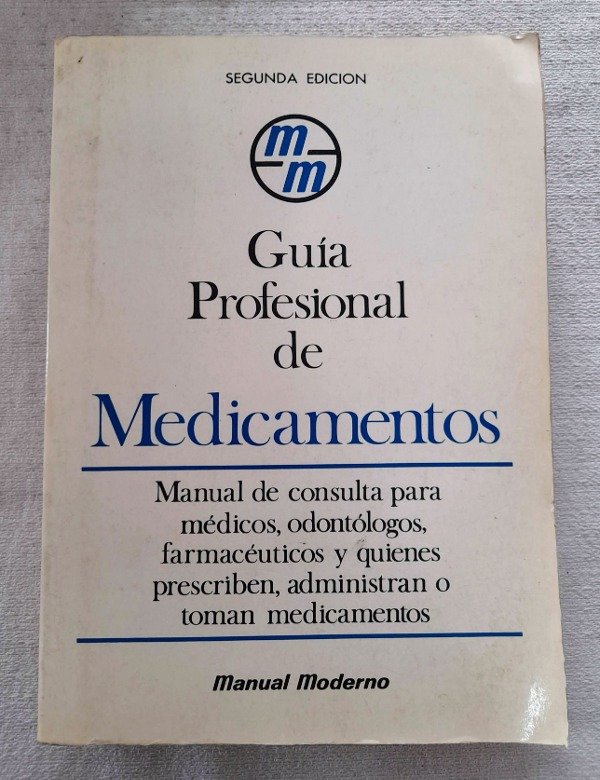 SEGUNDA EDICION
m
m
Guía
Profesional
de
Medicamentos
Manual de consulta para
médicos, odontólogos,
farmacéuticos y quienes
prescriben, administran o
toman medicamentos
Manual Moderno